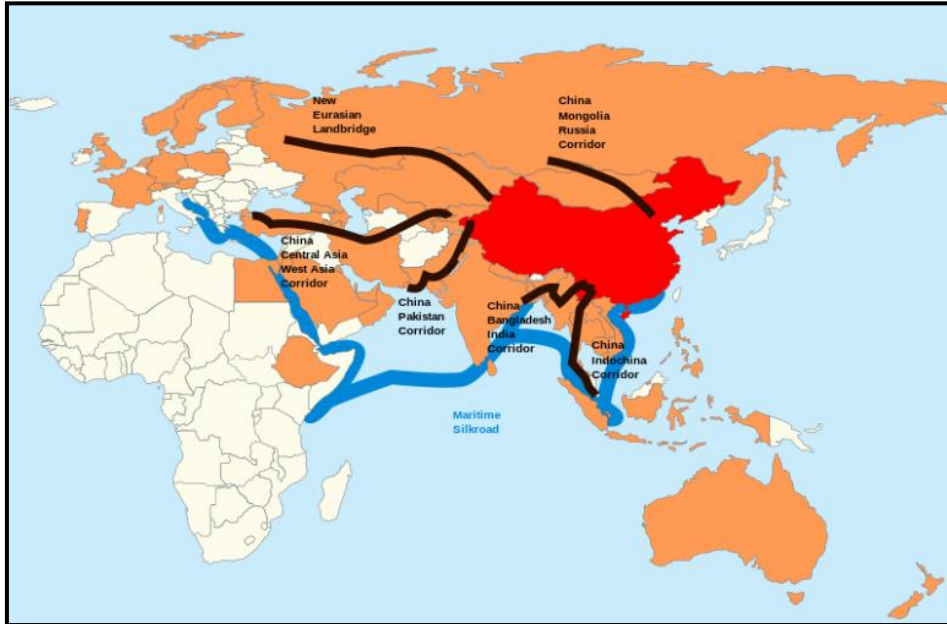 New
Eurasian
Landbridge
China
Mongolia
Russia
Corridor
China
Central Asia
West Asia
Corridor
China
Pakistan
Corridor
China
Bangladesh
India
Corridor
China
Indochina
Corridor
Maritime
Silkroad